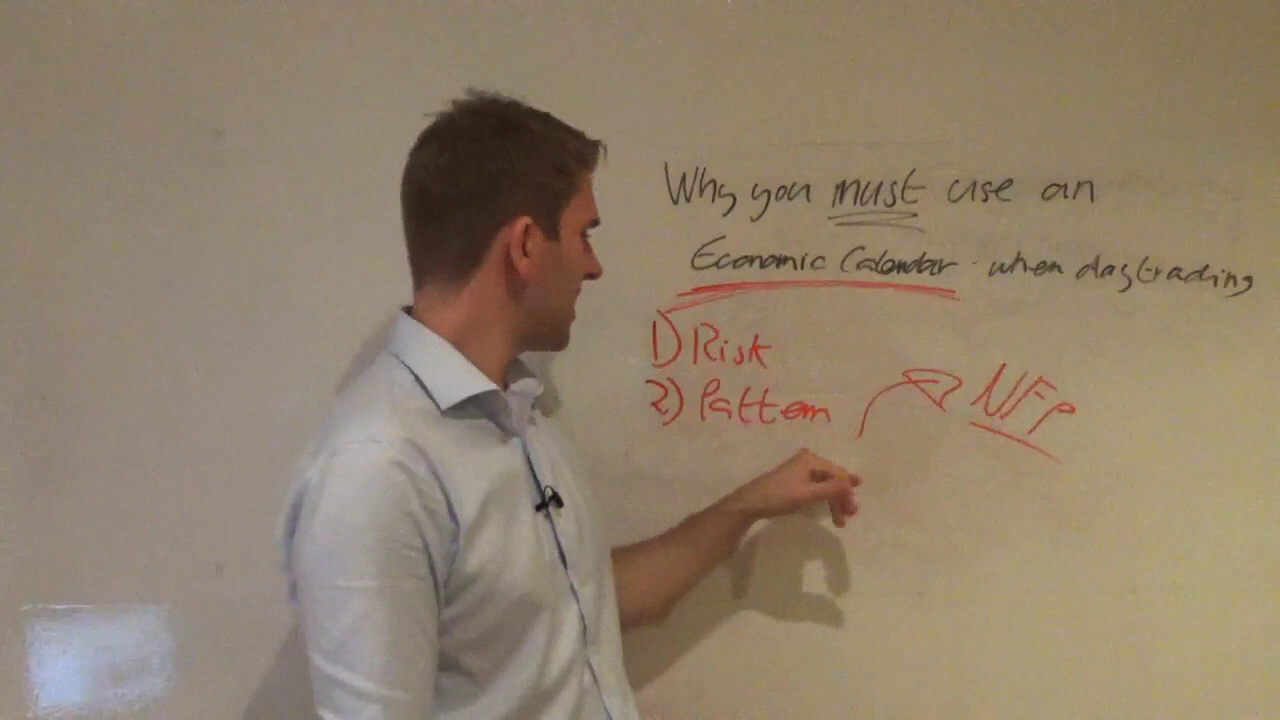 Why you must use an
Economic Calendar when daytrading
1) Risk
2) Pattern
NFP